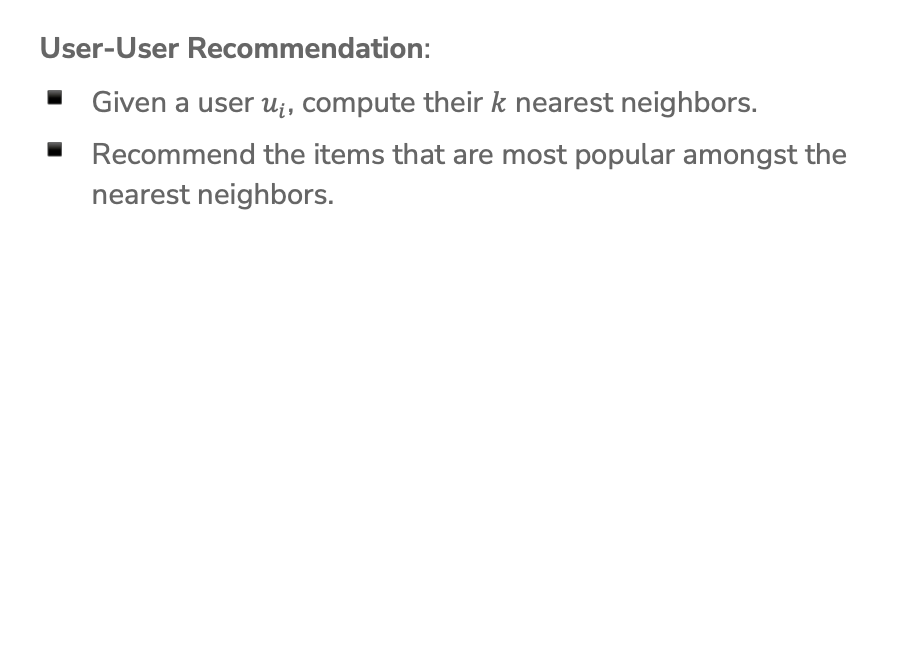 User-User Recommendation:
▪ Given a user 𝑢ᵢ, compute their 𝑘 nearest neighbors.
▪ Recommend the items that are most popular amongst the
nearest neighbors.